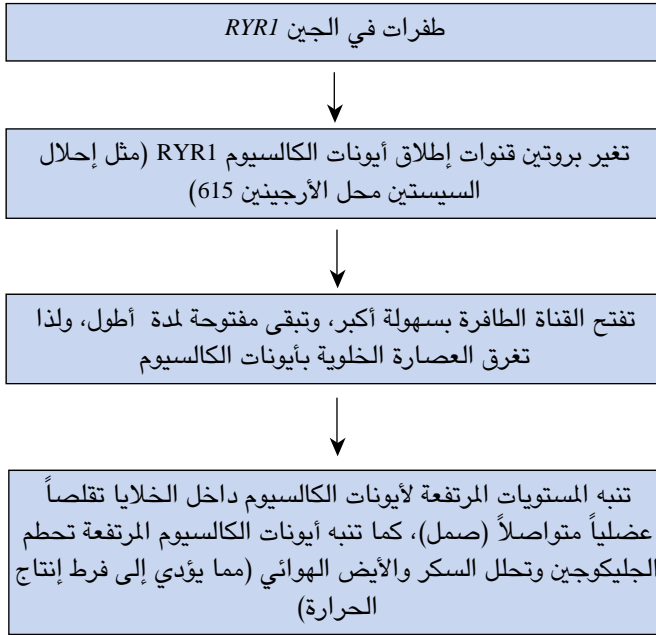 طفرات في الجين RYR1
تغير بروتين قنوات إطلاق أيونات الكالسيوم RYR1 (مثل إحلال
السيستين محل الأرجينين 615)
تفتح القناة الطافرة بسهولة أكبر، وتبقى مفتوحة لمدة أطول، ولذا
تغرق العصارة الخلوية بأيونات الكالسيوم
تنبه المستويات المرتفعة لأيونات الكالسيوم داخل الخلايا تقلصاً
عضلياً متواصلاً (صمل)، كما تنبه أيونات الكالسيوم المرتفعة تحطم
الجليكوجين وتحلل السكر والأيض الهوائي (مما يؤدي إلى فرط إنتاج
الحرارة)